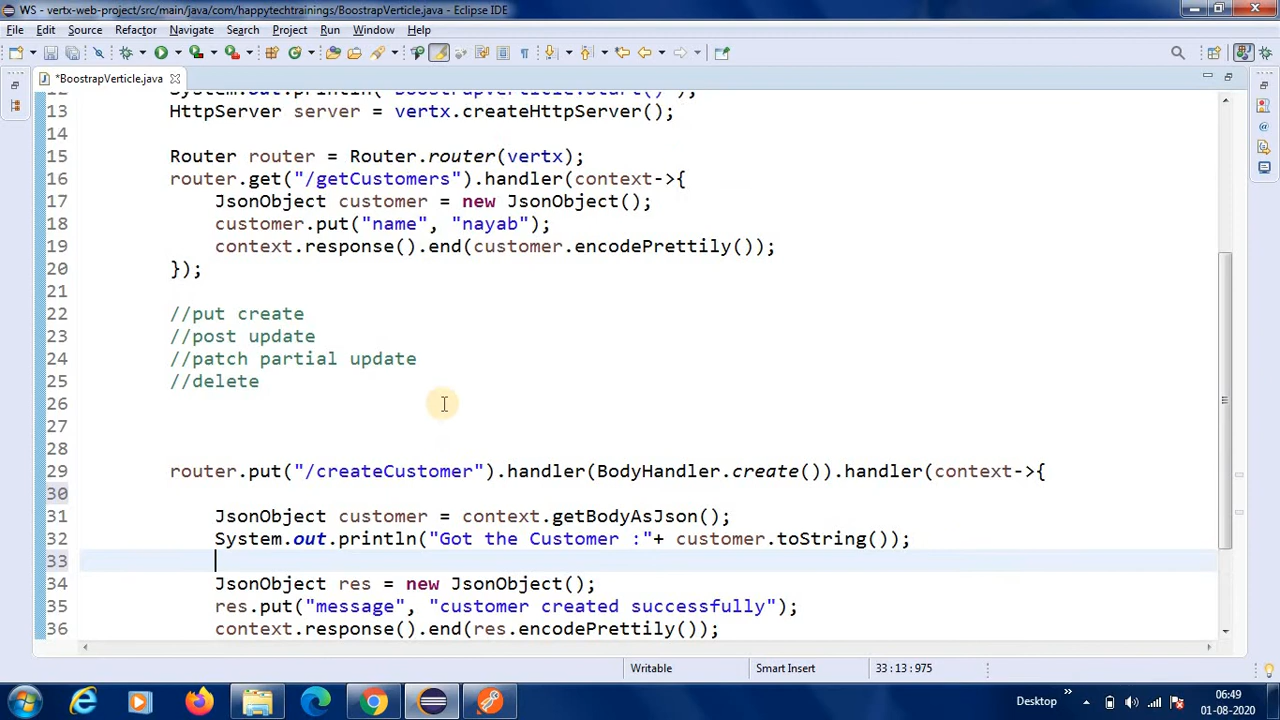 WS - vertx-web-project/src/main/java/com/happytechtrainings/BoostrapVerticle.java - Eclipse IDE
File Edit Source Refactor Navigate Search Project Run Window Help
*BoostrapVerticle.java
12 System.out.println("BoostrapVerticle.start()");
13 HttpServer server = vertx.createHttpServer();
14
15 Router router = Router.router(vertx);
16 router.get("/getCustomers").handler(context->{
17 JsonObject customer = new JsonObject();
18 customer.put("name", "nayab");
19 context.response().end(customer.encodePrettily());
20 });
21
22 //put create
23 //post update
24 //patch partial update
25 //delete
26
27
28
29 router.put("/createCustomer").handler(BodyHandler.create()).handler(context->{
30
31 JsonObject customer = context.getBodyAsJson();
32 System.out.println("Got the Customer :"+ customer.toString());
33
34 JsonObject res = new JsonObject();
35 res.put("message", "customer created successfully");
36 context.response().end(res.encodePrettily());
Writable Smart Insert 33 : 13 : 975
Desktop
06:49
01-08-2020